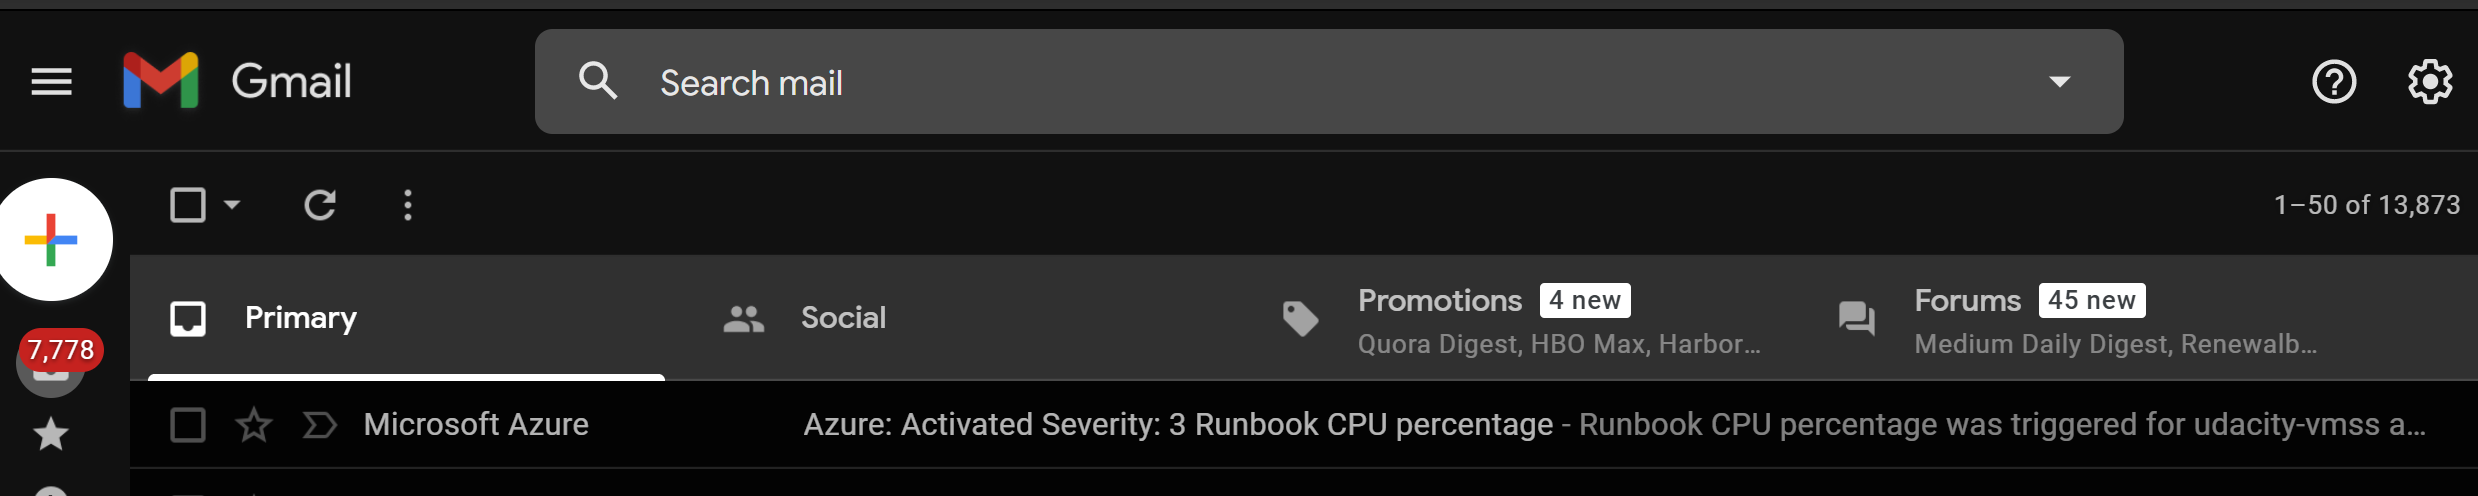 Gmail
Search mail
1–50 of 13,873
Primary
Social
Promotions 4 new
Quora Digest, HBO Max, Harbor...
Forums 45 new
Medium Daily Digest, Renewalb...
7,778
Microsoft Azure Azure: Activated Severity: 3 Runbook CPU percentage - Runbook CPU percentage was triggered for udacity-vmss a...